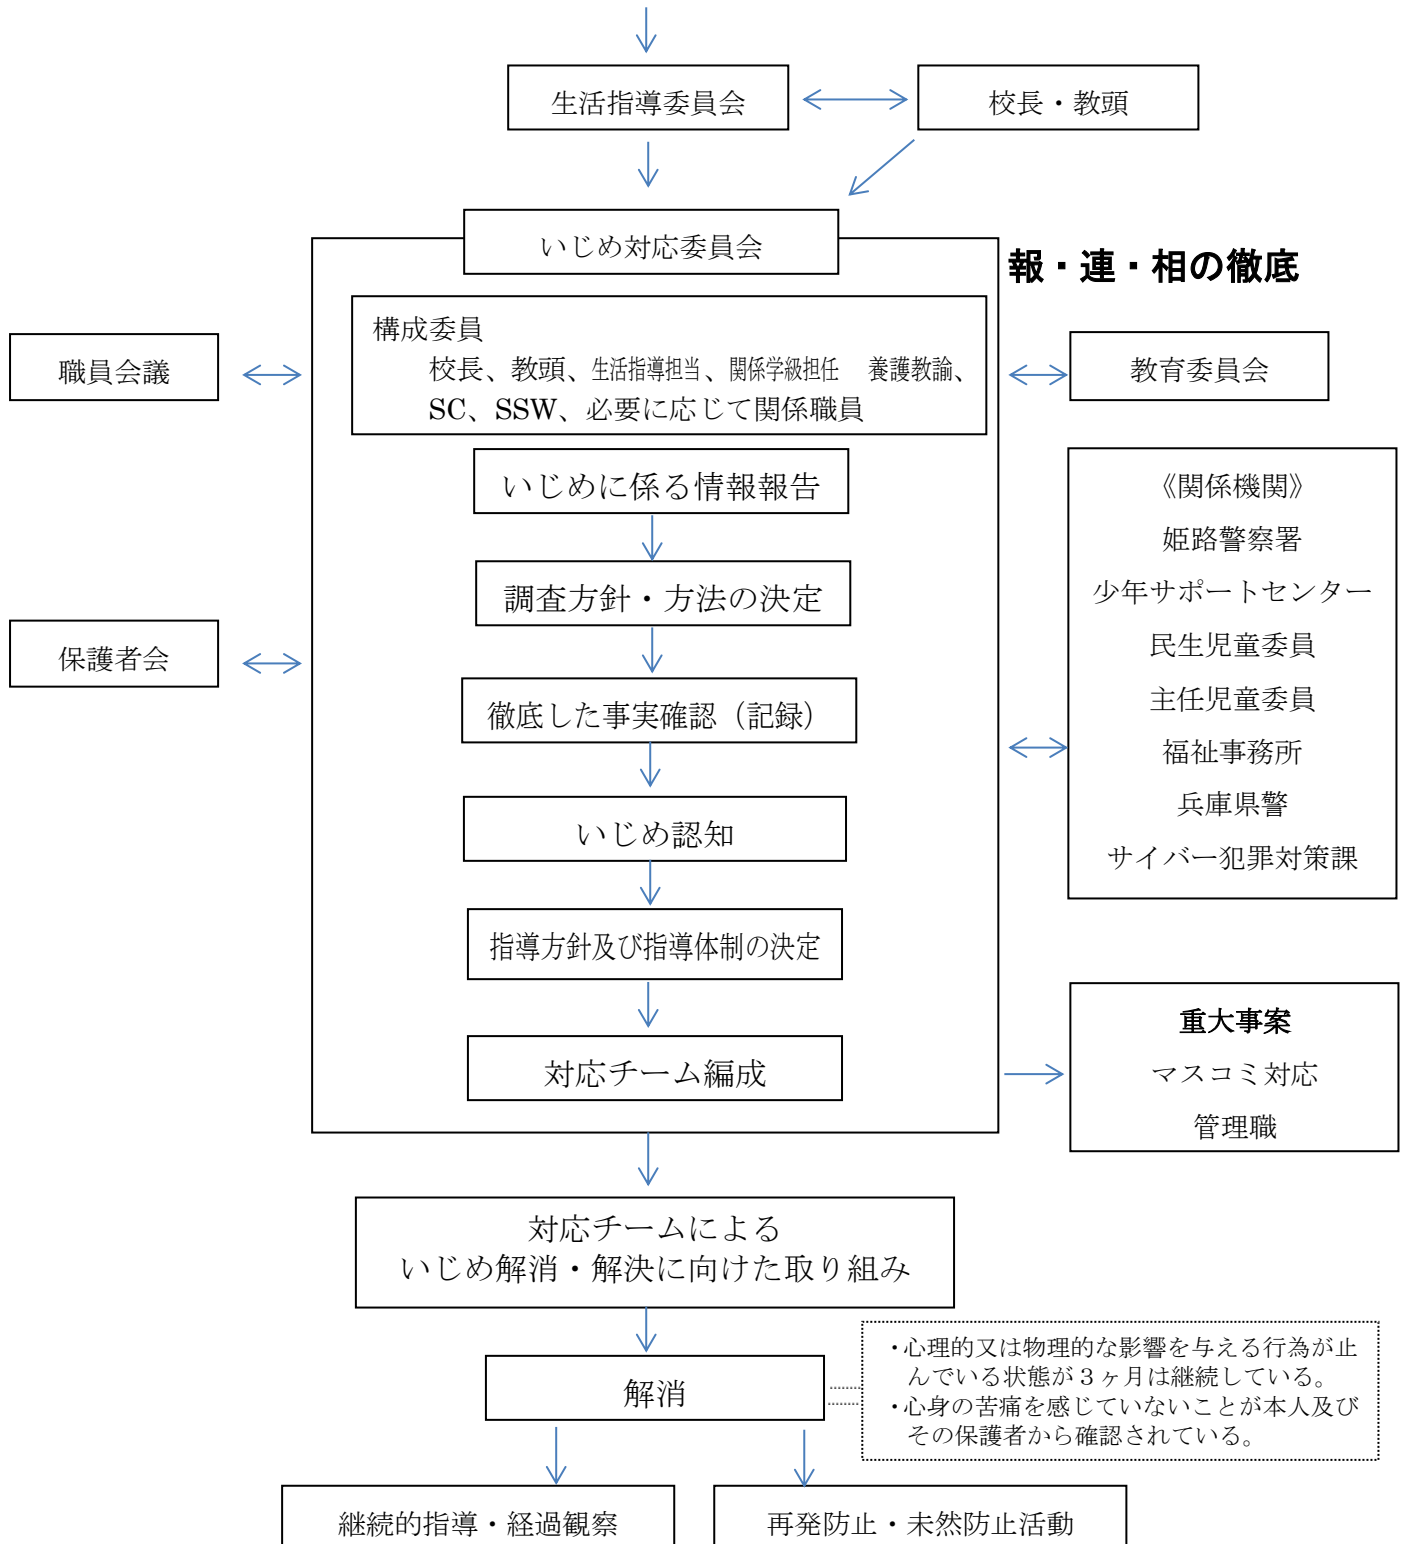 生活指導委員会
校長・教頭
いじめ対応委員会
報・連・相の徹底
構成委員
校長、教頭、生活指導担当、関係学級担任　養護教諭、
SC、SSW、必要に応じて関係職員
職員会議
教育委員会
いじめに係る情報報告
《関係機関》
姫路警察署
少年サポートセンター
民生児童委員
主任児童委員
福祉事務所
兵庫県警
サイバー犯罪対策課
調査方針・方法の決定
保護者会
徹底した事実確認（記録）
いじめ認知
指導方針及び指導体制の決定
重大事案
マスコミ対応
管理職
対応チーム編成
対応チームによる
いじめ解消・解決に向けた取り組み
解消
・心理的又は物理的な影響を与える行為が止
んでいる状態が３ヶ月は継続している。
・心身の苦痛を感じていないことが本人及び
その保護者から確認されている。
継続的指導・経過観察
再発防止・未然防止活動